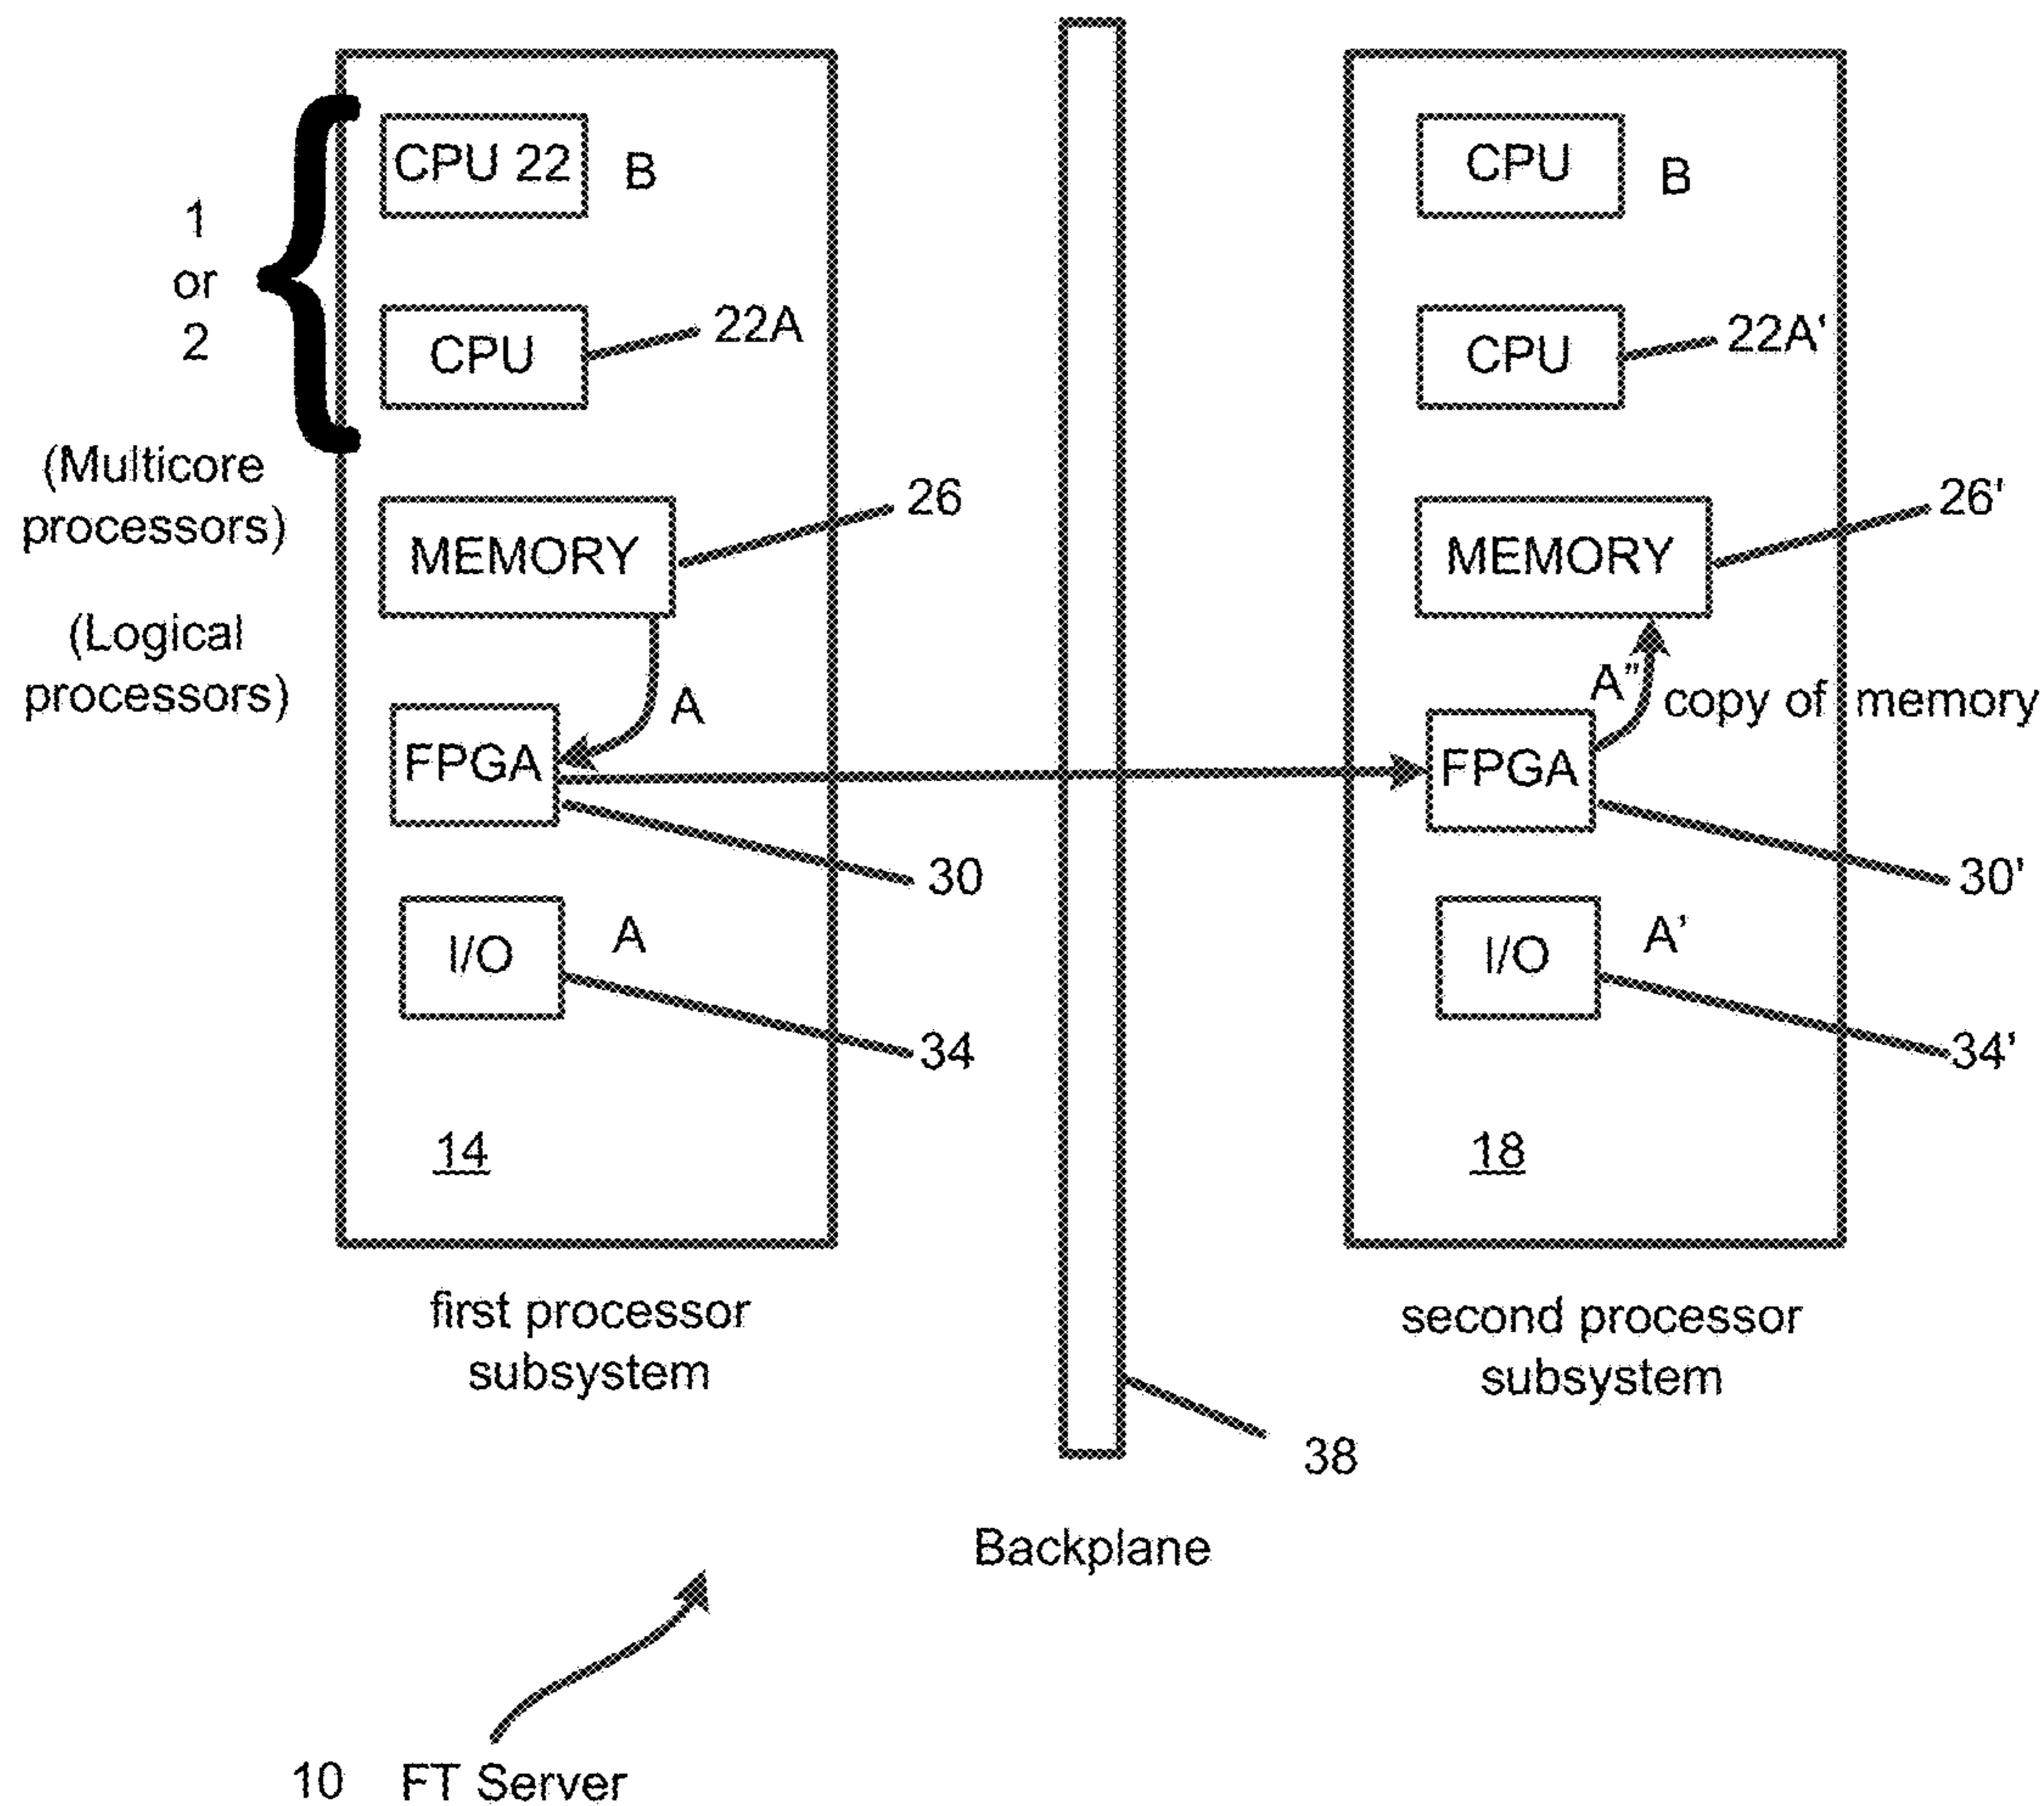 CPU 22
B
1
or
2
CPU
22A
(Multicore
processors)
(Logical
processors)
MEMORY
26
A
FPGA
30
I/O
A
34
14
first processor
subsystem
CPU
B
CPU
22A'
MEMORY
26'
A”
copy of memory
FPGA
30'
I/O
A’
34'
18
second processor
subsystem
38
Backplane
10 FT Server